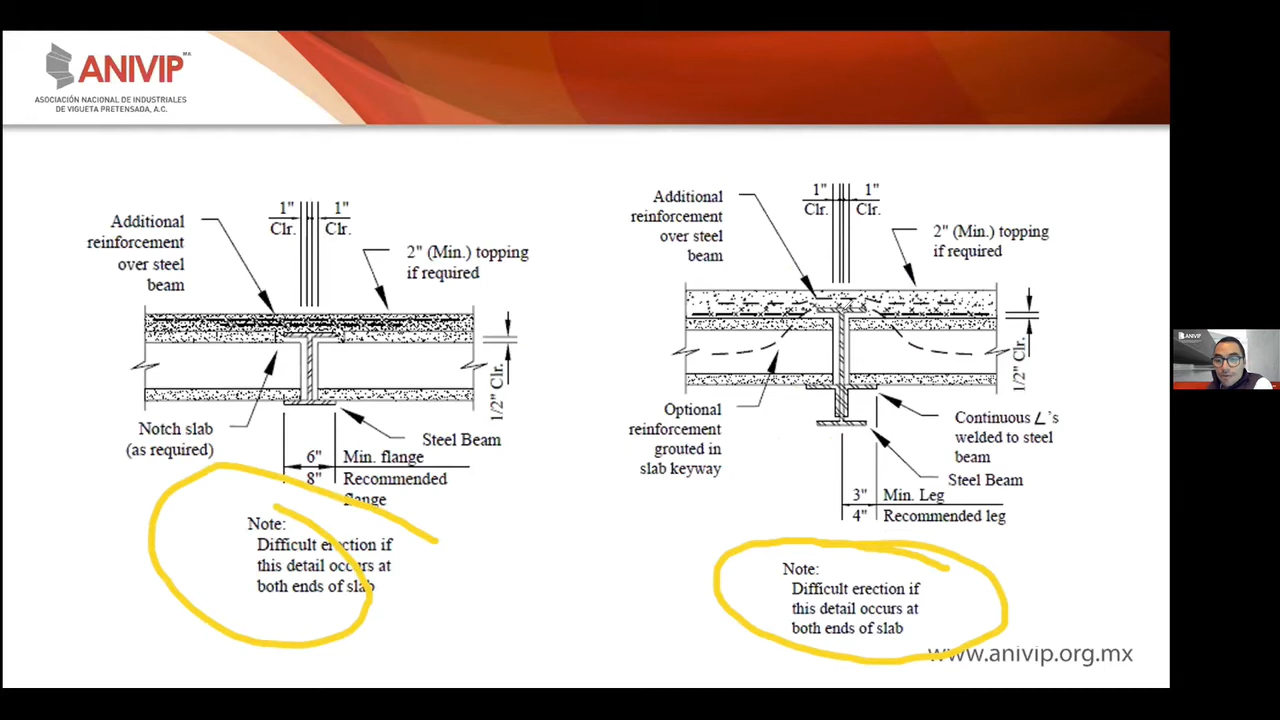 ANIVIP MR
ASOCIACIÓN NACIONAL DE INDUSTRIALES
DE VIGUETA PRETENSADA, A.C.
1" 1"
Clr. Clr.
Additional
reinforcement
over steel
beam
2" (Min.) topping
if required
1/2" Clr.
Notch slab
(as required)
Steel Beam
6" Min. flange
8" Recommended
flange
Note:
Difficult erection if
this detail occurs at
both ends of slab
1" 1"
Clr. Clr.
Additional
reinforcement
over steel
beam
2" (Min.) topping
if required
1/2" Clr.
Optional
reinforcement
grouted in
slab keyway
Continuous ∠'s
welded to steel
beam
Steel Beam
3" Min. Leg
4" Recommended leg
Note:
Difficult erection if
this detail occurs at
both ends of slab
www.anivip.org.mx
ANIVIP